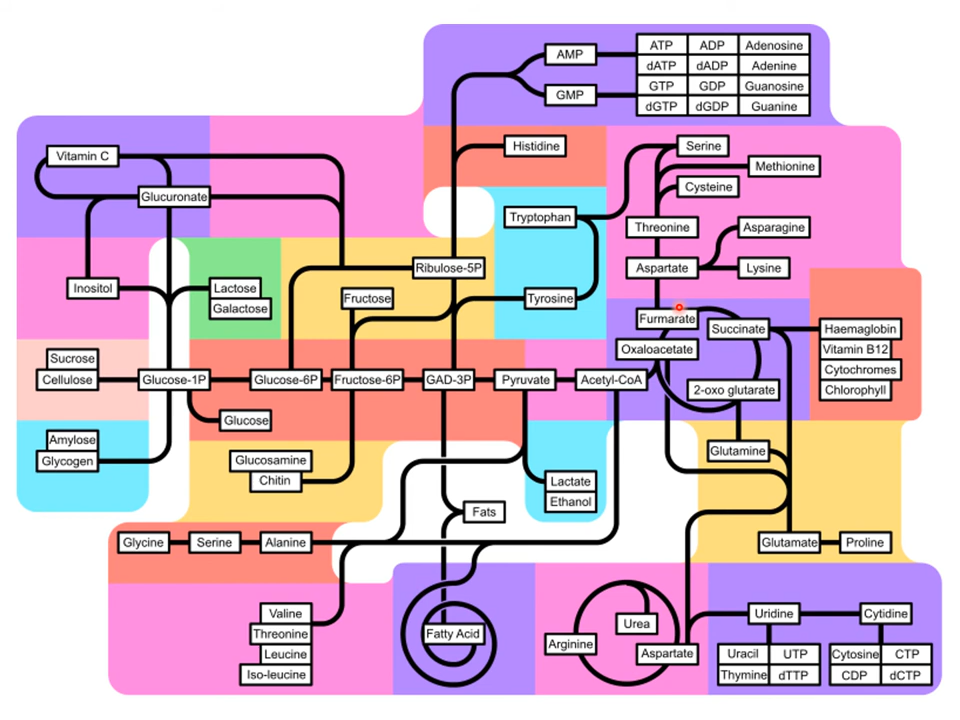 AMP
ATP ADP Adenosine
dATP dADP Adenine
GMP
GTP GDP Guanosine
dGTP dGDP Guanine
Vitamin C
Histidine
Serine
Methionine
Glucuronate
Cysteine
Tryptophan
Threonine
Asparagine
Ribulose-5P
Aspartate
Lysine
Inositol
Lactose
Galactose
Fructose
Tyrosine
Furmarate
Succinate
Haemaglobin
Vitamin B12
Cytochromes
Chlorophyll
Oxaloacetate
Sucrose
Cellulose
Glucose-1P
Glucose-6P
Fructose-6P
GAD-3P
Pyruvate
Acetyl-CoA
2-oxo glutarate
Glucose
Amylose
Glycogen
Glucosamine
Chitin
Glutamine
Lactate
Ethanol
Fats
Glycine
Serine
Alanine
Glutamate
Proline
Valine
Threonine
Leucine
Iso-leucine
Fatty Acid
Urea
Arginine
Aspartate
Uridine
Cytidine
Uracil UTP
Thymine dTTP
Cytosine CTP
CDP dCTP